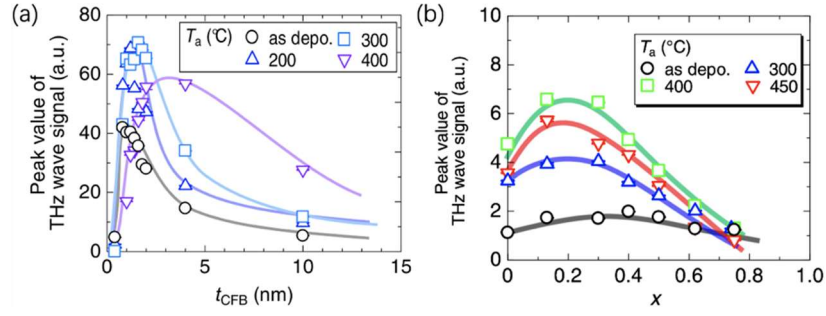 (a)
Peak value of
THz wave signal (a.u.)
80
60
40
20
0
Ta (°C)
as depo.
300
200
400
0
5
10
15
tCFB (nm)
(b)
Peak value of
THz wave signal (a.u.)
10
8
6
4
2
0
Ta (°C)
as depo.
300
400
450
0.0
0.2
0.4
0.6
0.8
1.0
x